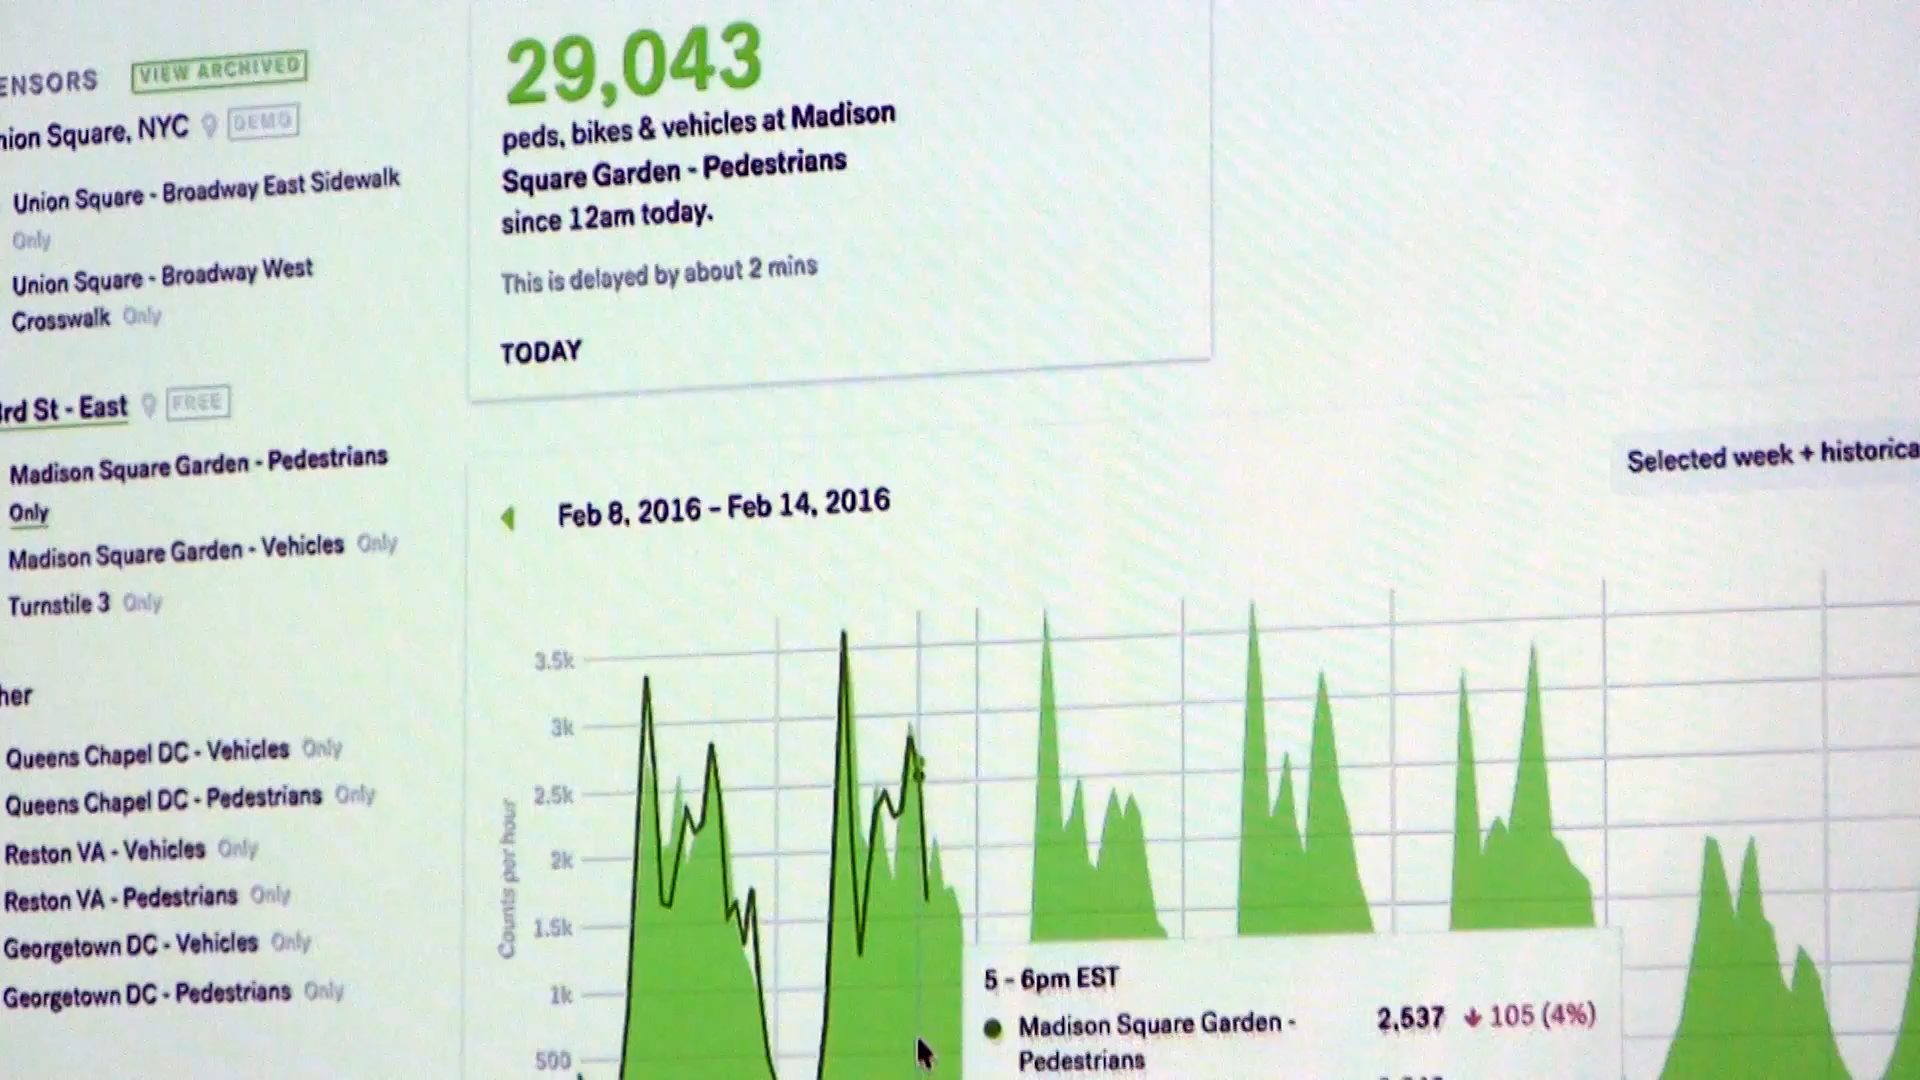 ENSORS VIEW ARCHIVED
nion Square, NYC DEMO
Union Square - Broadway East Sidewalk
Only
Union Square - Broadway West
Crosswalk Only
rd St - East FREE
Madison Square Garden - Pedestrians
Only
Madison Square Garden - Vehicles Only
Turnstile 3 Only
her
Queens Chapel DC - Vehicles Only
Queens Chapel DC - Pedestrians Only
Reston VA - Vehicles Only
Reston VA - Pedestrians Only
Georgetown DC - Vehicles Only
Georgetown DC - Pedestrians Only
29,043
peds, bikes & vehicles at Madison
Square Garden - Pedestrians
since 12am today.
This is delayed by about 2 mins
TODAY
Selected week + historica
Feb 8, 2016 - Feb 14, 2016
Counts per hour
3.5k
3k
2.5k
2k
1.5k
1k
500
5 - 6pm EST
Madison Square Garden - 2,537 105 (4%)
Pedestrians